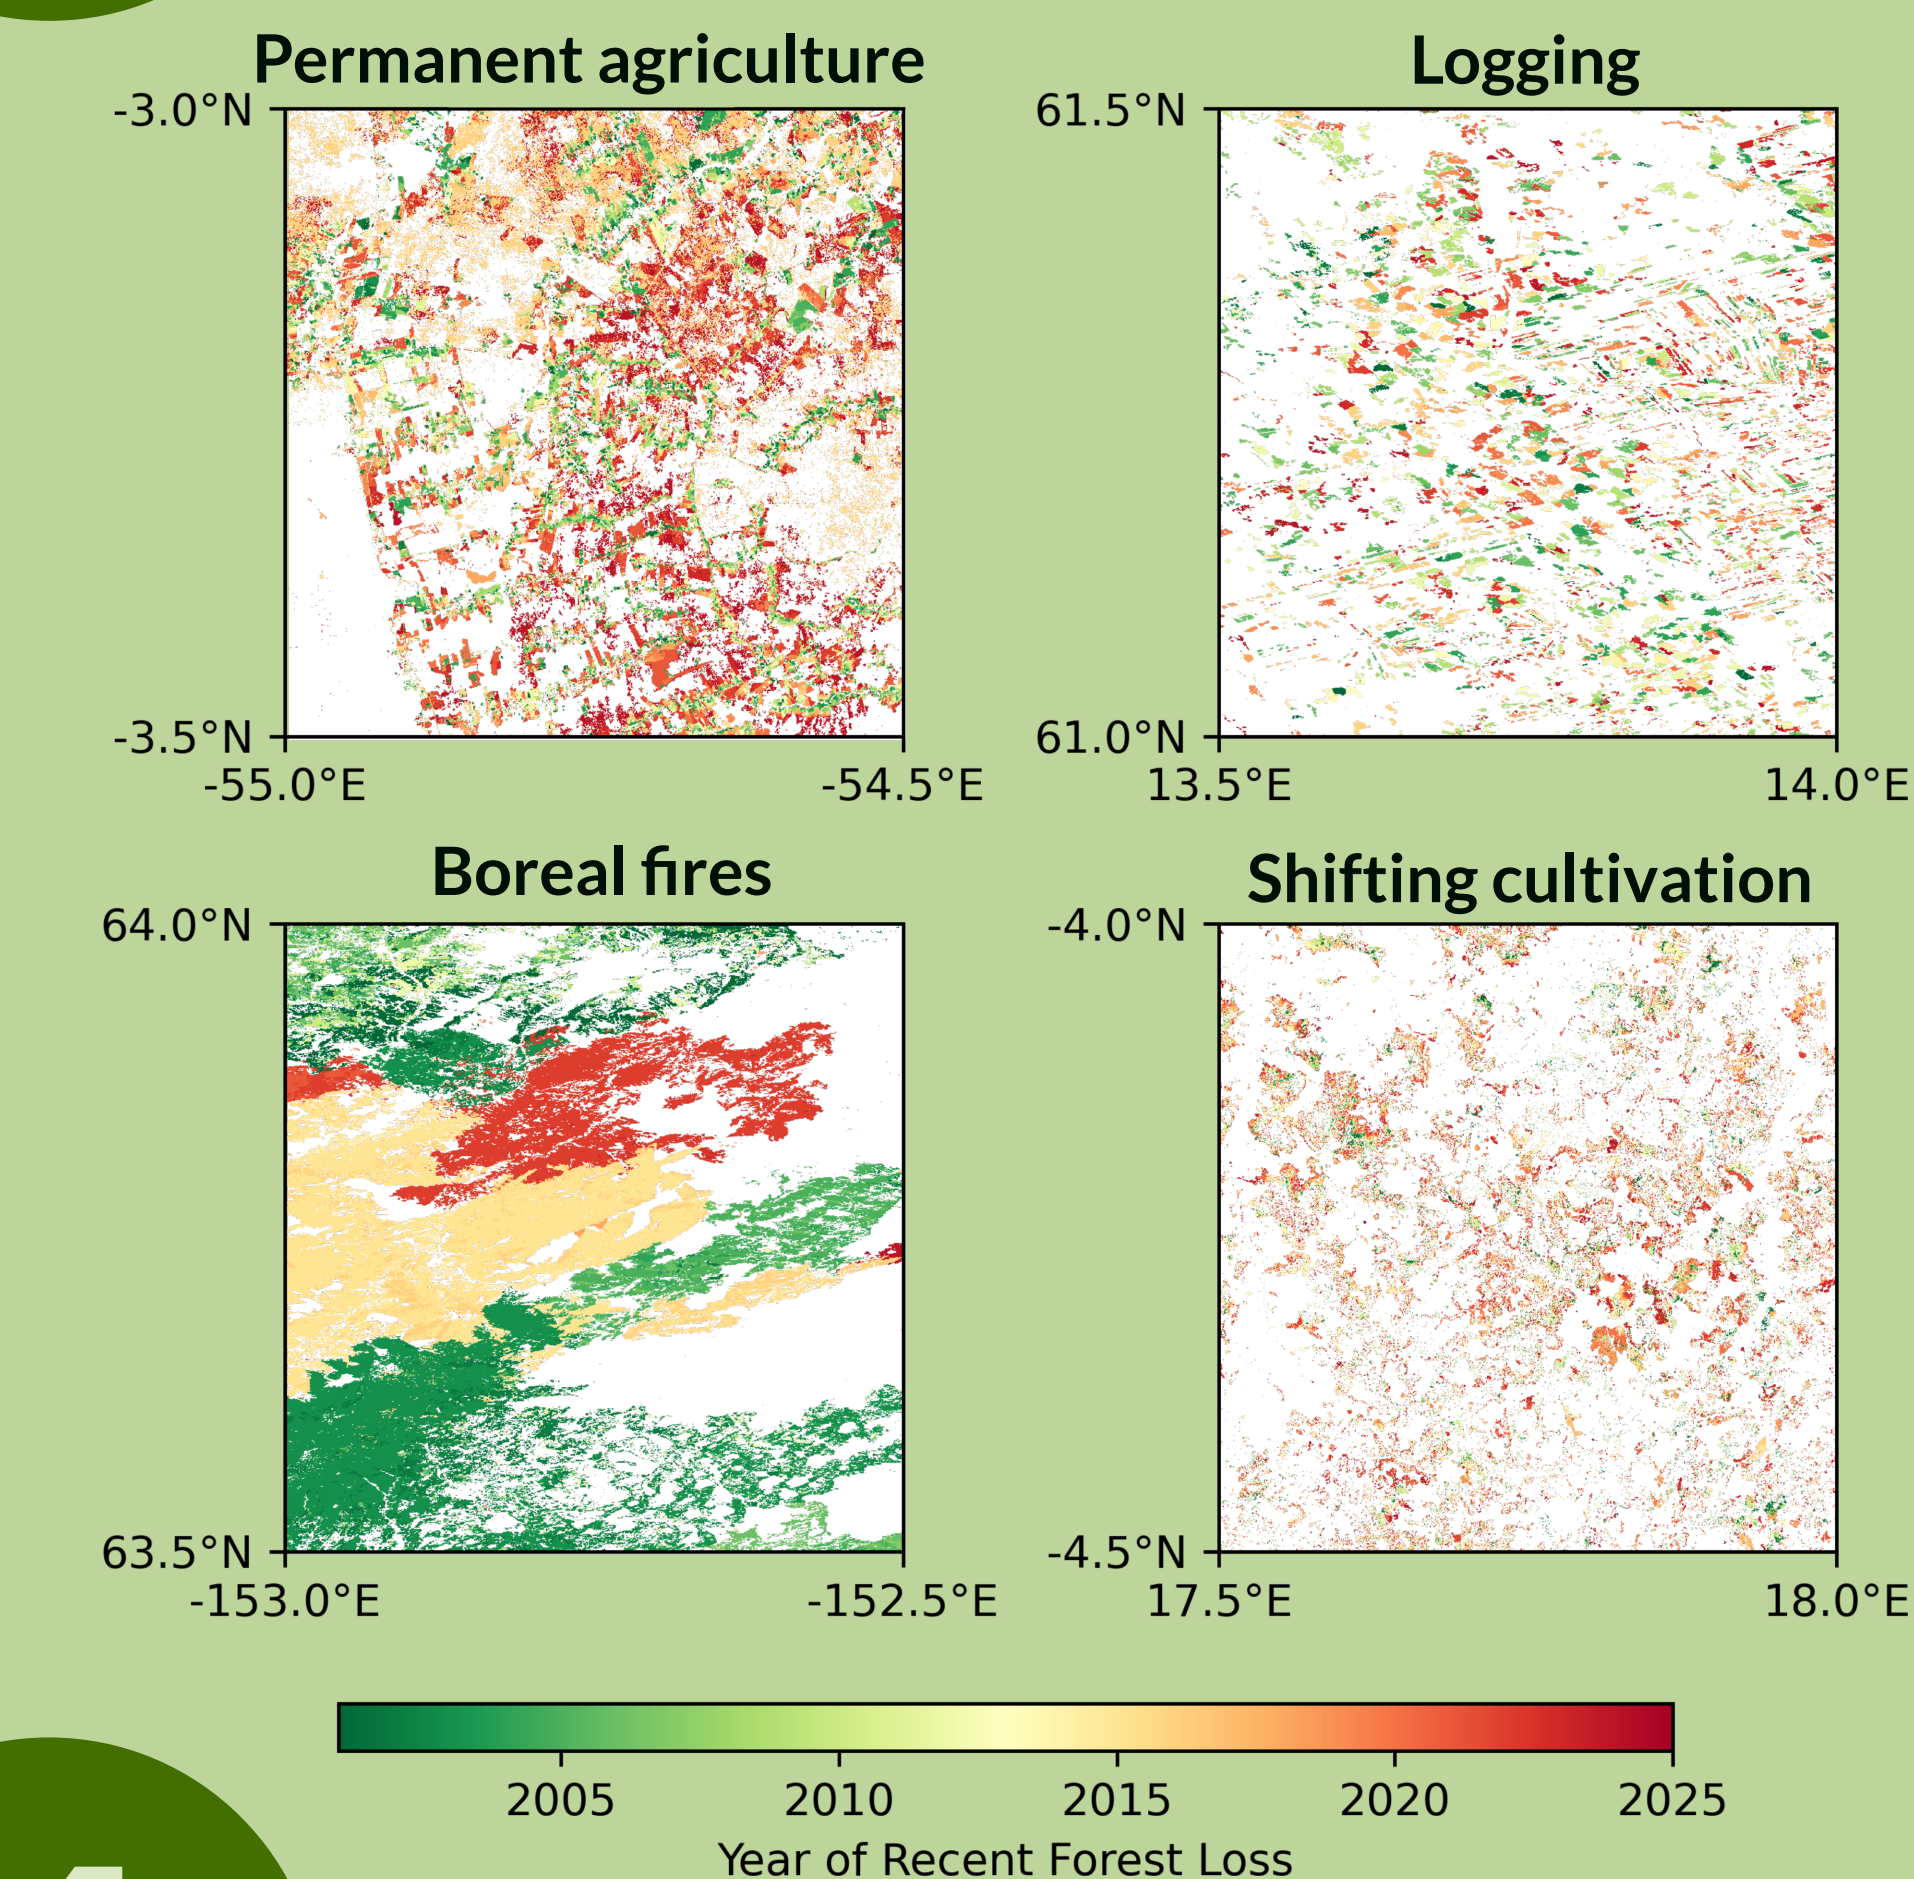 Permanent agriculture
-3.0°N
-3.5°N
-55.0°E
-54.5°E
Logging
61.5°N
61.0°N
13.5°E
14.0°E
Boreal fires
64.0°N
63.5°N
-153.0°E
-152.5°E
Shifting cultivation
-4.0°N
-4.5°N
17.5°E
18.0°E
2005 2010 2015 2020 2025
Year of Recent Forest Loss